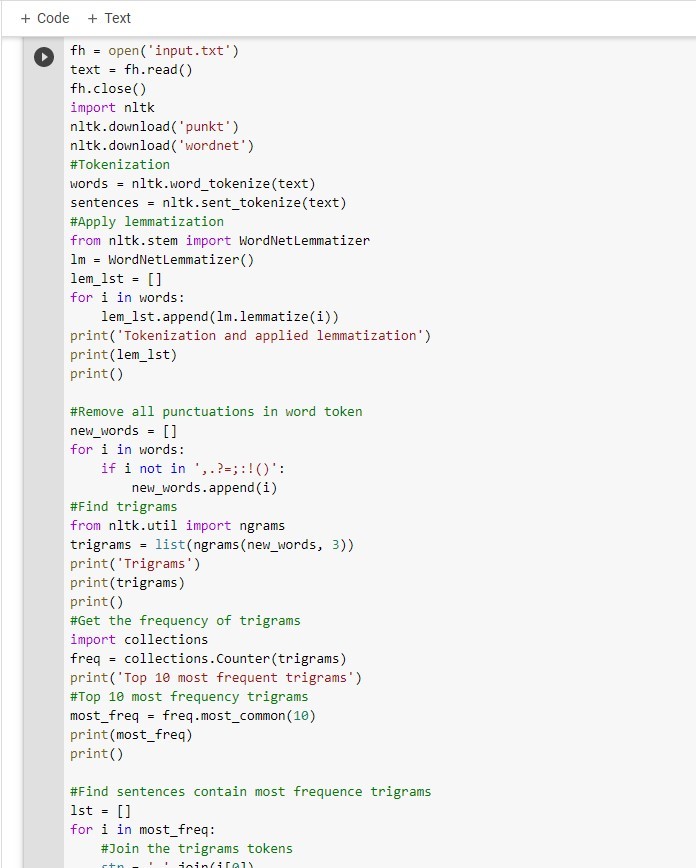 + Code + Text
fh = open('input.txt')
text = fh.read()
fh.close()
import nltk
nltk.download('punkt')
nltk.download('wordnet')
#Tokenization
words = nltk.word_tokenize(text)
sentences = nltk.sent_tokenize(text)
#Apply lemmatization
from nltk.stem import WordNetLemmatizer
lm = WordNetLemmatizer()
lem_lst = []
for i in words:
    lem_lst.append(lm.lemmatize(i))
print('Tokenization and applied lemmatization')
print(lem_lst)
print()

#Remove all punctuations in word token
new_words = []
for i in words:
    if i not in ',.?=;:!()':
        new_words.append(i)
#Find trigrams
from nltk.util import ngrams
trigrams = list(ngrams(new_words, 3))
print('Trigrams')
print(trigrams)
print()
#Get the frequency of trigrams
import collections
freq = collections.Counter(trigrams)
print('Top 10 most frequent trigrams')
#Top 10 most frequency trigrams
most_freq = freq.most_common(10)
print(most_freq)
print()

#Find sentences contain most frequence trigrams
lst = []
for i in most_freq:
    #Join the trigrams tokens
    str = ' '.join(i[0])